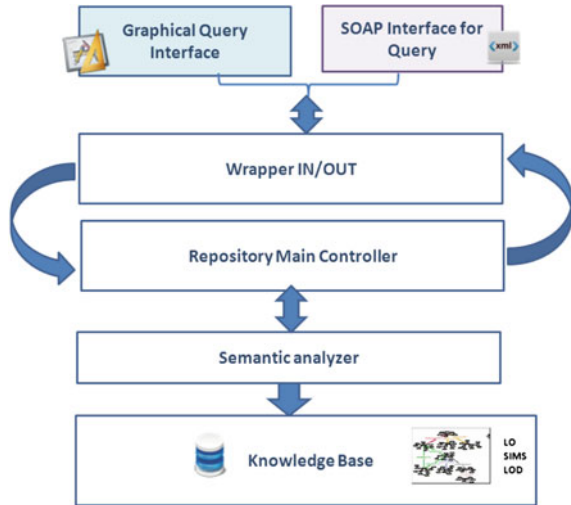 Graphical Query
Interface
SOAP Interface for
Query
<xml>
Wrapper IN/OUT
Repository Main Controller
Semantic analyzer
Knowledge Base
LO
SIMS
LOD